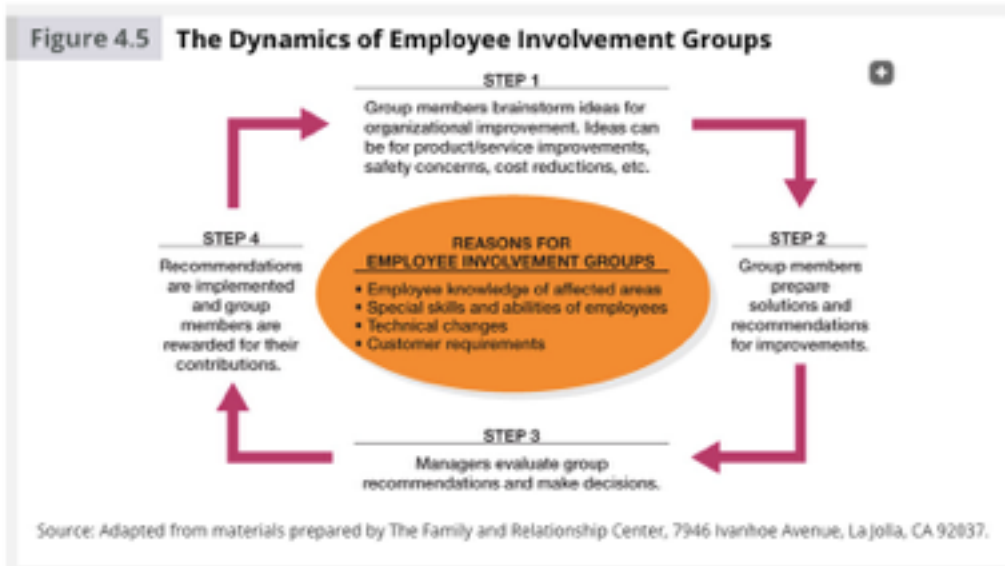 Figure 4.5 The Dynamics of Employee Involvement Groups
STEP 1
Group members brainstorm ideas for
organizational improvement. Ideas can
be for product/service improvements,
safety concerns, cost reductions, etc.
STEP 2
Group members
prepare
solutions and
recommendations
for improvements.
STEP 3
Managers evaluate group
recommendations and make decisions.
STEP 4
Recommendations
are implemented
and group
members are
rewarded for their
contributions.
REASONS FOR
EMPLOYEE INVOLVEMENT GROUPS
• Employee knowledge of affected areas
• Special skills and abilities of employees
• Technical changes
• Customer requirements
Source: Adapted from materials prepared by The Family and Relationship Center, 7946 Ivanhoe Avenue, La Jolla, CA 92037.